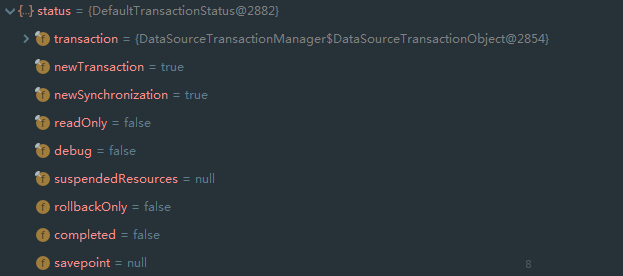 {..} status = {DefaultTransactionStatus@2882}
f transaction = {DataSourceTransactionManager$DataSourceTransactionObject@2854}
f newTransaction = true
f newSynchronization = true
f readOnly = false
f debug = false
f suspendedResources = null
f rollbackOnly = false
f completed = false
f savepoint = null
8